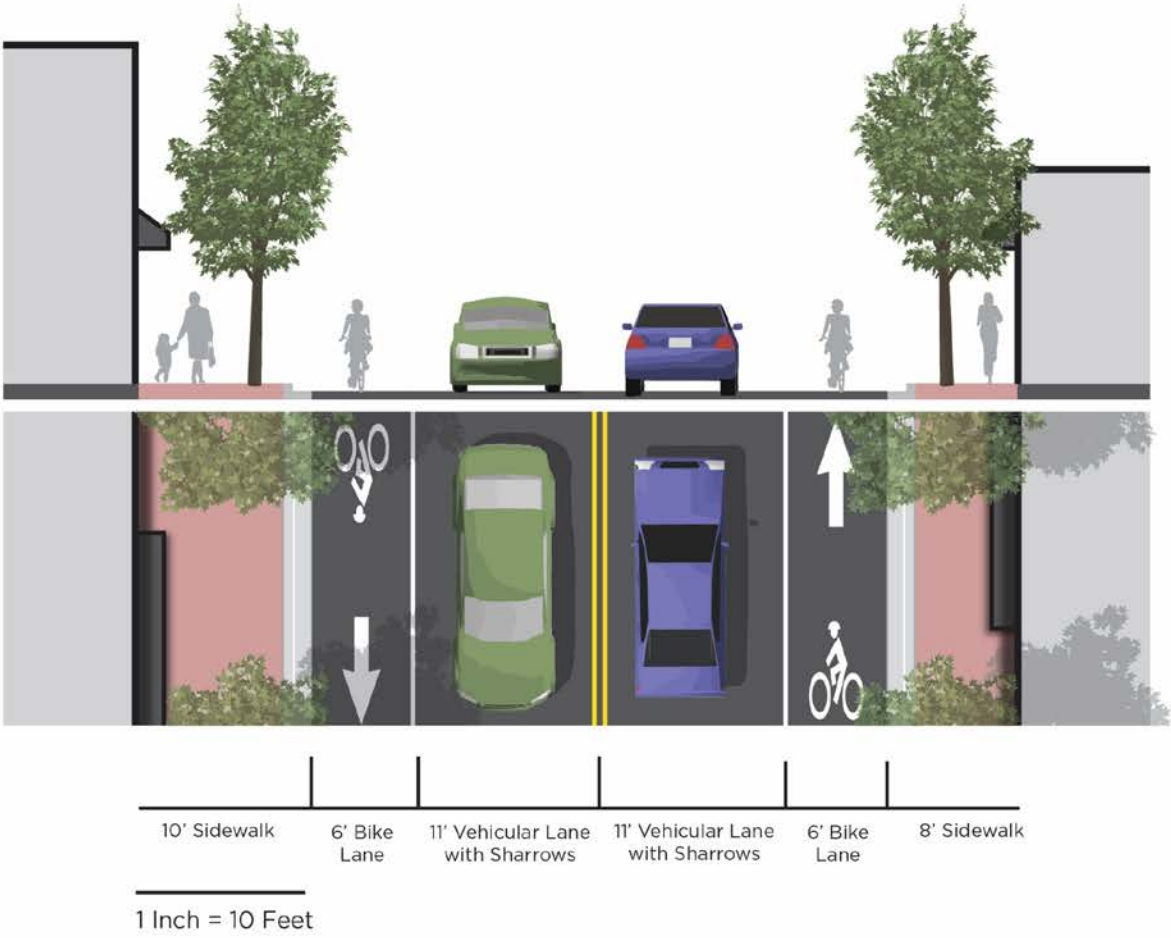 10' Sidewalk
6' Bike
Lane
11' Vehicular Lane
with Sharrows
11' Vehicular Lane
with Sharrows
6' Bike
Lane
8' Sidewalk
1 Inch = 10 Feet